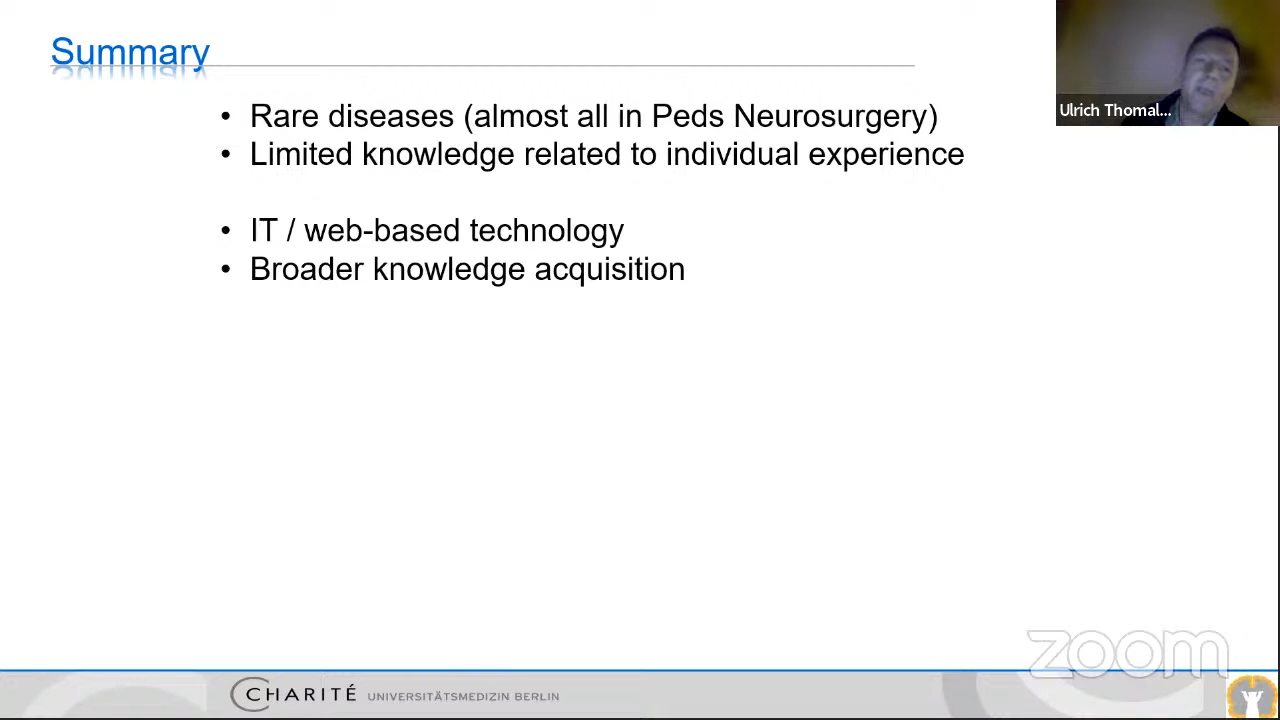 Summary
Ulrich Thomal...
• Rare diseases (almost all in Peds Neurosurgery)
• Limited knowledge related to individual experience
• IT / web-based technology
• Broader knowledge acquisition
zoom
CHARITÉ UNIVERSITÄTSMEDIZIN BERLIN